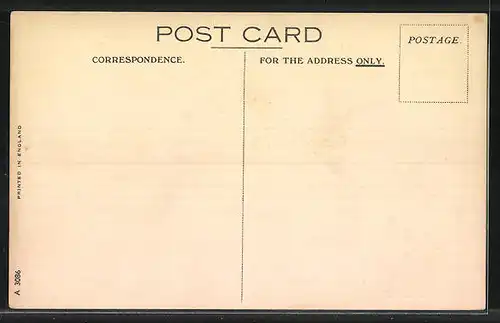 POST CARD
CORRESPONDENCE.
FOR THE ADDRESS ONLY.
POSTAGE.
PRINTED IN ENGLAND
A 3086